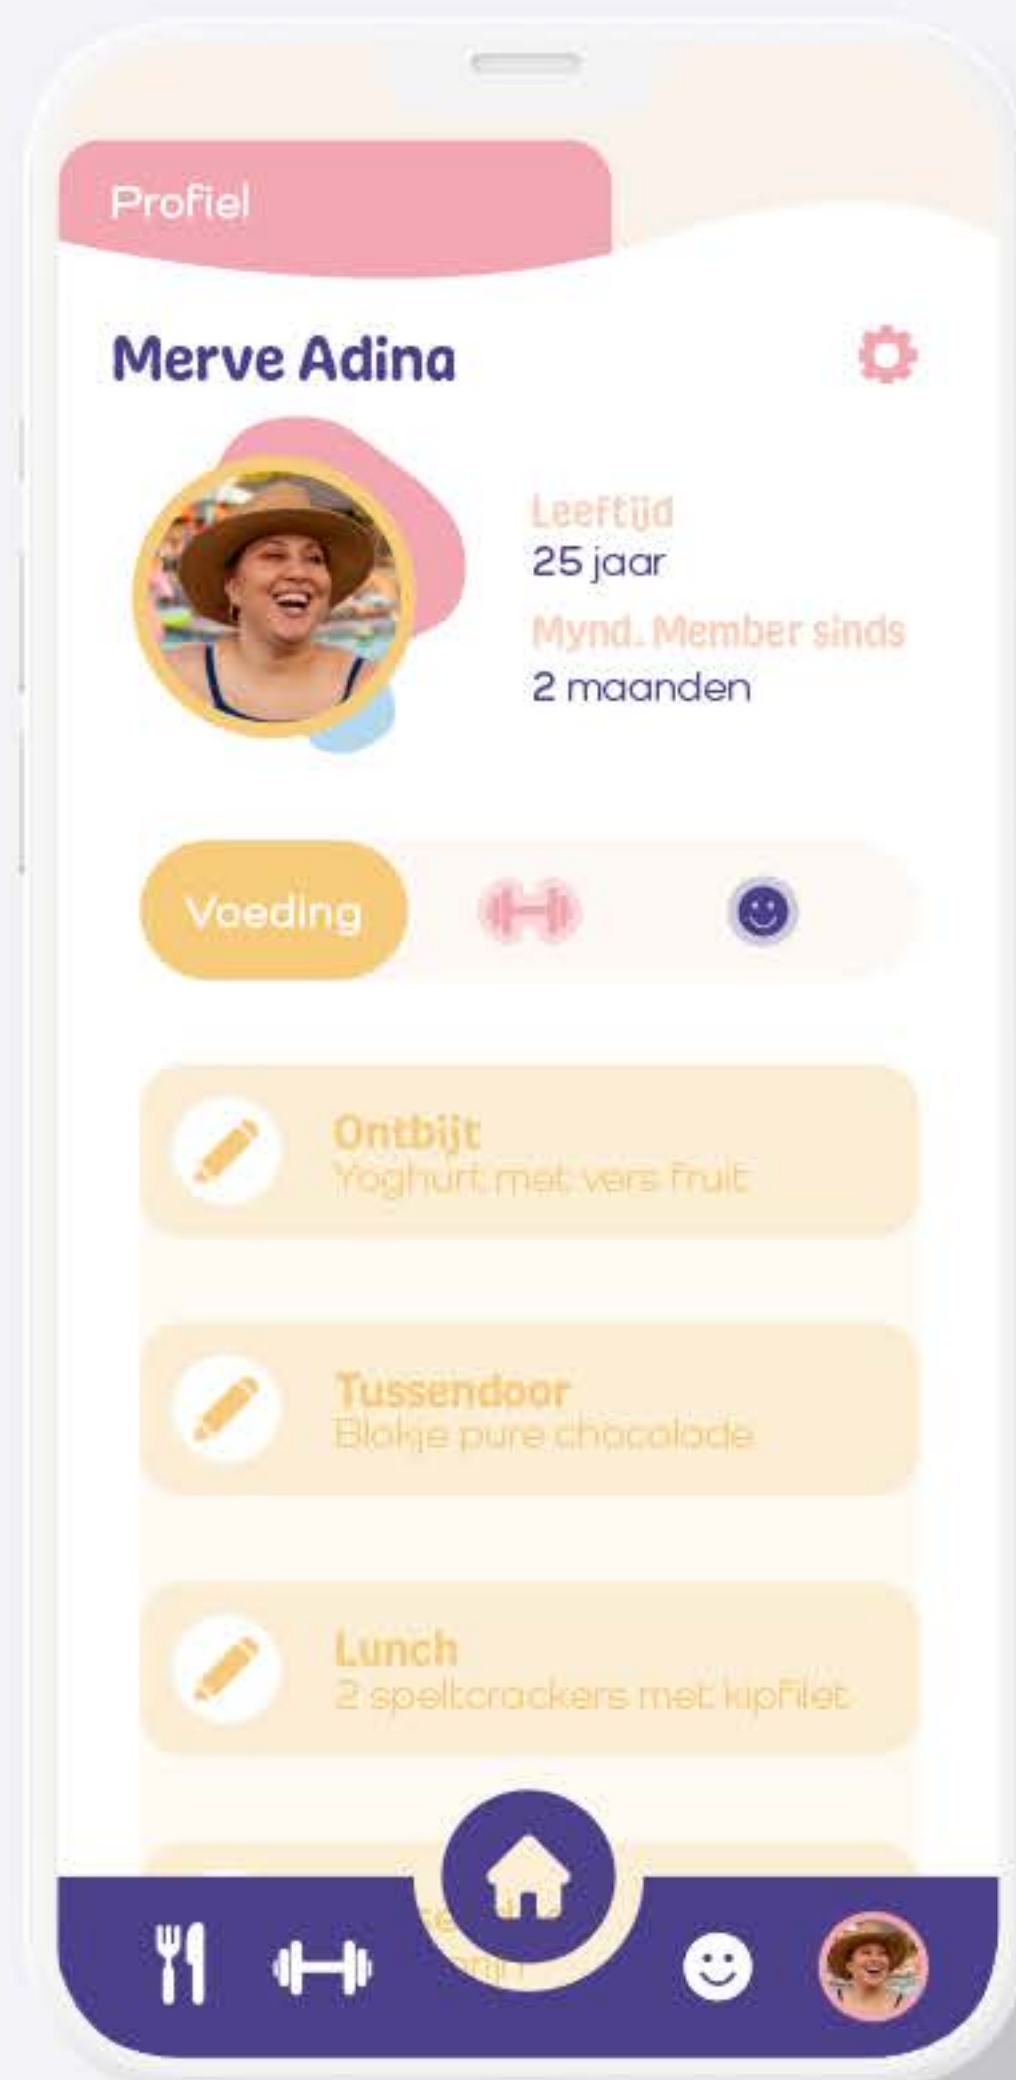 Profiel
Merve Adina
Leeftijd
25 jaar
Mynd. Member sinds
2 maanden
Voeding
Ontbijt
Yoghurt met vers fruit
Tussendoor
Blokje pure chocolade
Lunch
2 speltcrackers met kipfilet